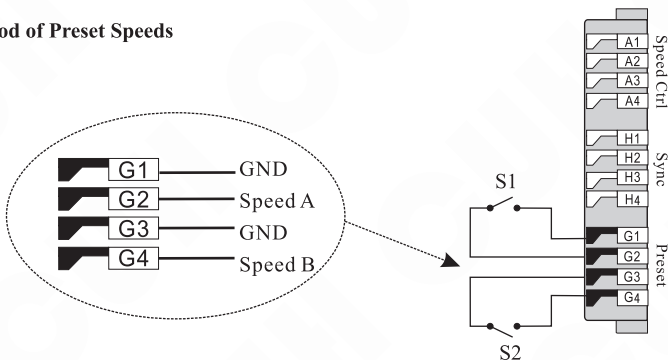 od of Preset Speeds
G1 GND
G2 Speed A
G3 GND
G4 Speed B
S1
S2
A1
A2
A3
A4
Speed Ctrl
H1
H2
H3
H4
Sync
G1
G2
G3
G4
Preset